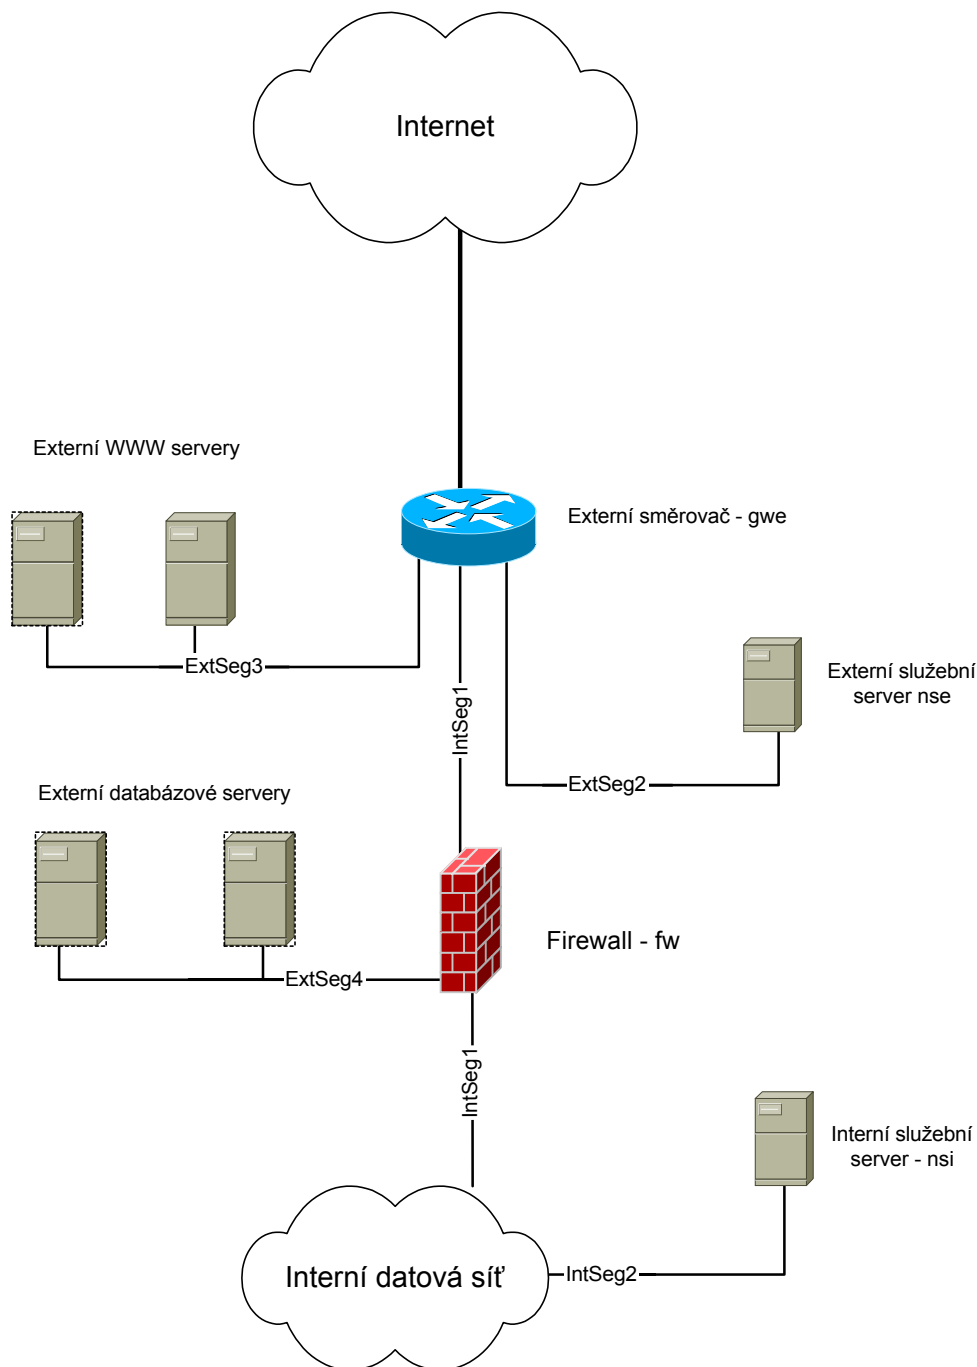 Internet
Externí WWW servery
Externí směrovač - gwe
ExtSeg3
Externí služební
server nse
IntSeg1
ExtSeg2
Externí databázové servery
Firewall - fw
ExtSeg4
IntSeg1
Interní služební
server - nsi
Interní datová síť
IntSeg2